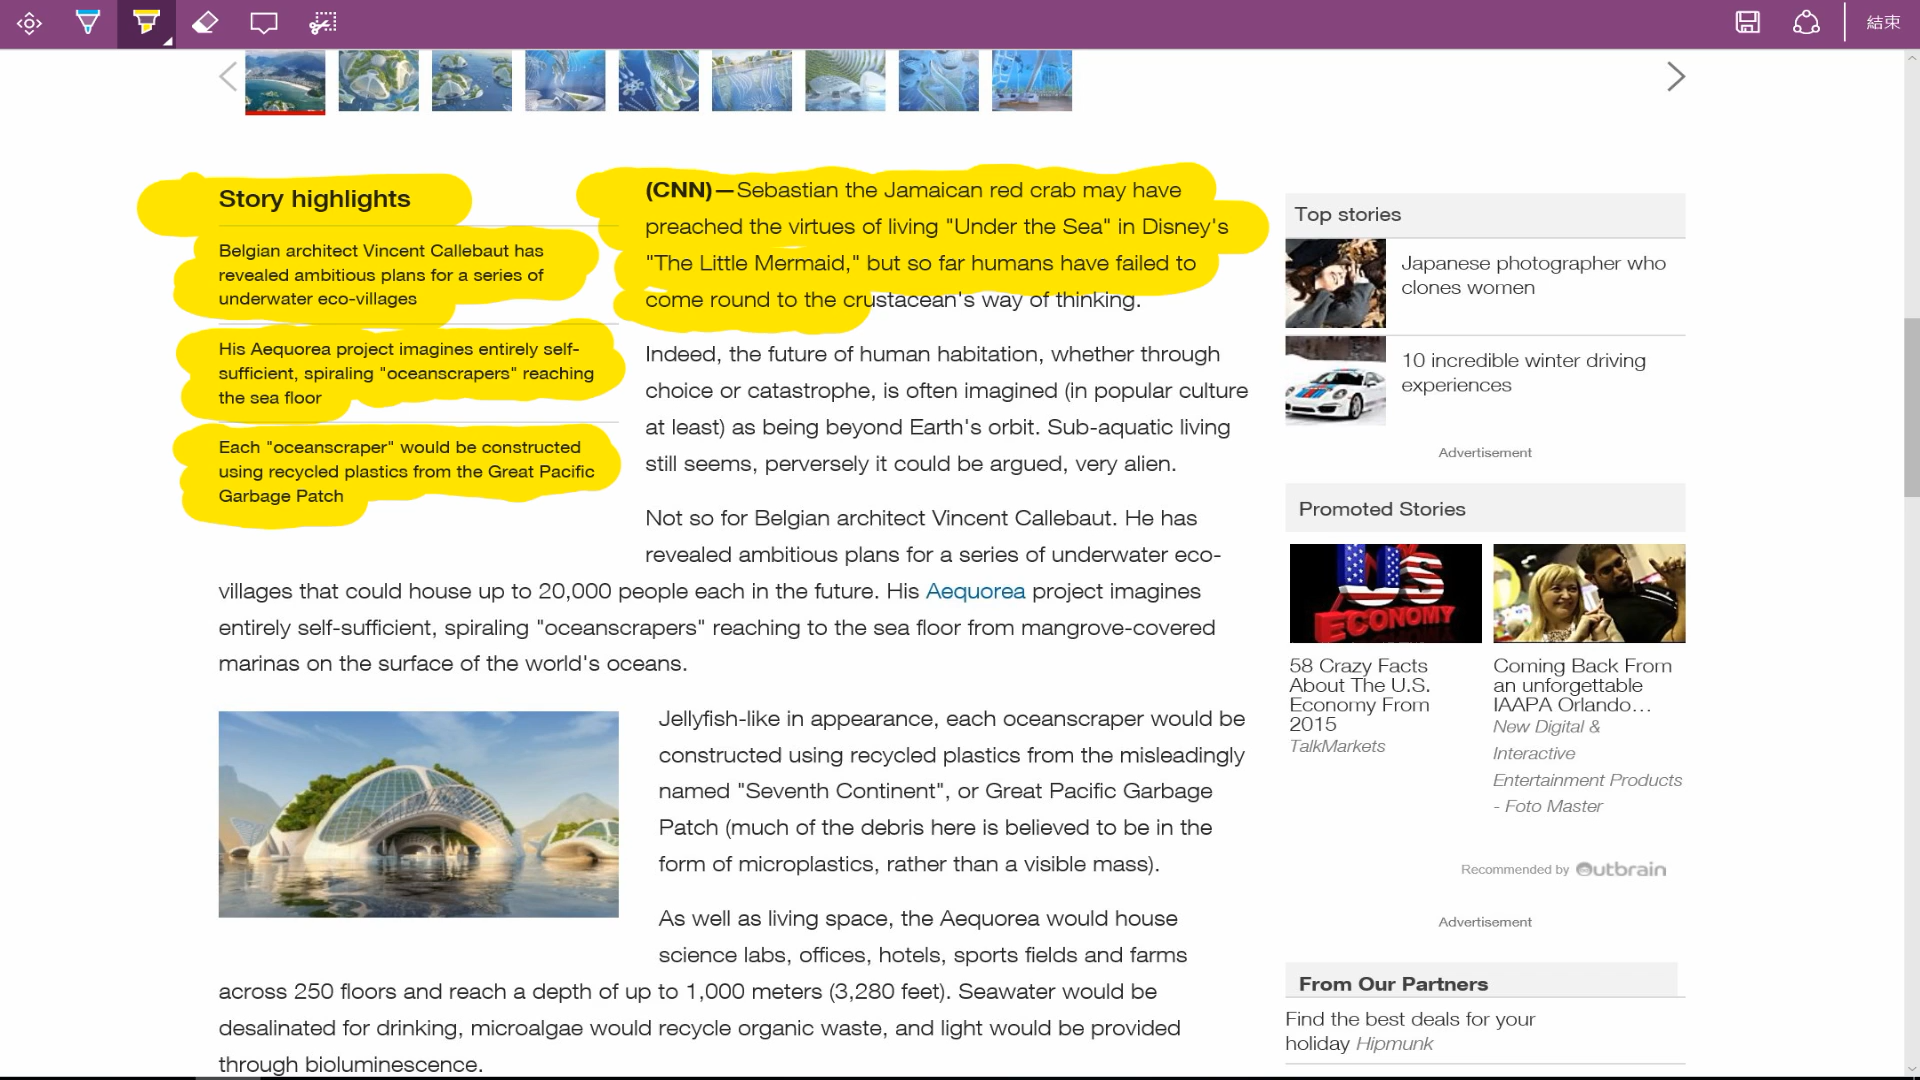 結束
Story highlights
Belgian architect Vincent Callebaut has
revealed ambitious plans for a series of
underwater eco-villages
His Aequorea project imagines entirely self-
sufficient, spiraling "oceanscrapers" reaching
the sea floor
Each "oceanscraper" would be constructed
using recycled plastics from the Great Pacific
Garbage Patch
(CNN)—Sebastian the Jamaican red crab may have
preached the virtues of living "Under the Sea" in Disney's
"The Little Mermaid," but so far humans have failed to
come round to the crustacean's way of thinking.
Indeed, the future of human habitation, whether through
choice or catastrophe, is often imagined (in popular culture
at least) as being beyond Earth's orbit. Sub-aquatic living
still seems, perversely it could be argued, very alien.
Not so for Belgian architect Vincent Callebaut. He has
revealed ambitious plans for a series of underwater eco-
villages that could house up to 20,000 people each in the future. His Aequorea project imagines
entirely self-sufficient, spiraling "oceanscrapers" reaching to the sea floor from mangrove-covered
marinas on the surface of the world's oceans.
Jellyfish-like in appearance, each oceanscraper would be
constructed using recycled plastics from the misleadingly
named "Seventh Continent", or Great Pacific Garbage
Patch (much of the debris here is believed to be in the
form of microplastics, rather than a visible mass).
As well as living space, the Aequorea would house
science labs, offices, hotels, sports fields and farms
across 250 floors and reach a depth of up to 1,000 meters (3,280 feet). Seawater would be
desalinated for drinking, microalgae would recycle organic waste, and light would be provided
through bioluminescence.
Top stories
Japanese photographer who
clones women
10 incredible winter driving
experiences
Advertisement
Promoted Stories
US
ECONOMY
58 Crazy Facts
About The U.S.
Economy From
2015
TalkMarkets
Coming Back From
an unforgettable
IAAPA Orlando…
New Digital &
Interactive
Entertainment Products
- Foto Master
Recommended by Outbrain
Advertisement
From Our Partners
Find the best deals for your
holiday Hipmunk